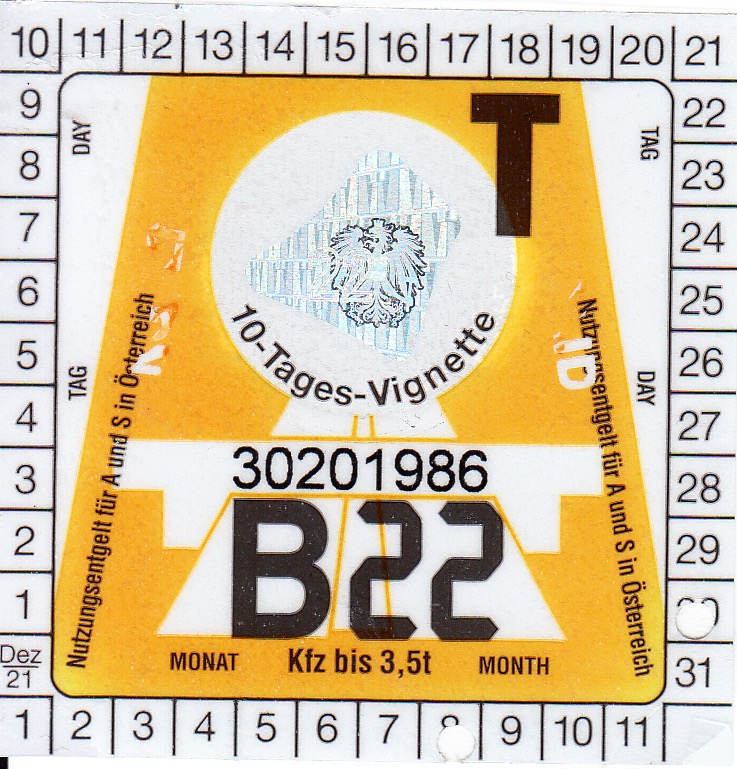 10 11 12 13 14 15 16 17 18 19 20 21
9
8
7
6
5
4
3
2
1
Dez
21
22
23
24
25
26
27
28
29
31
DAY
TAG
TAG
DAY
T
10-Tages-Vignette
Nutzungsentgelt für A und S in Österreich
Nutzungsentgelt für A und S in Österreich
30201986
B22
MONAT Kfz bis 3,5t MONTH
1 2 3 4 5 6 7 8 9 10 11